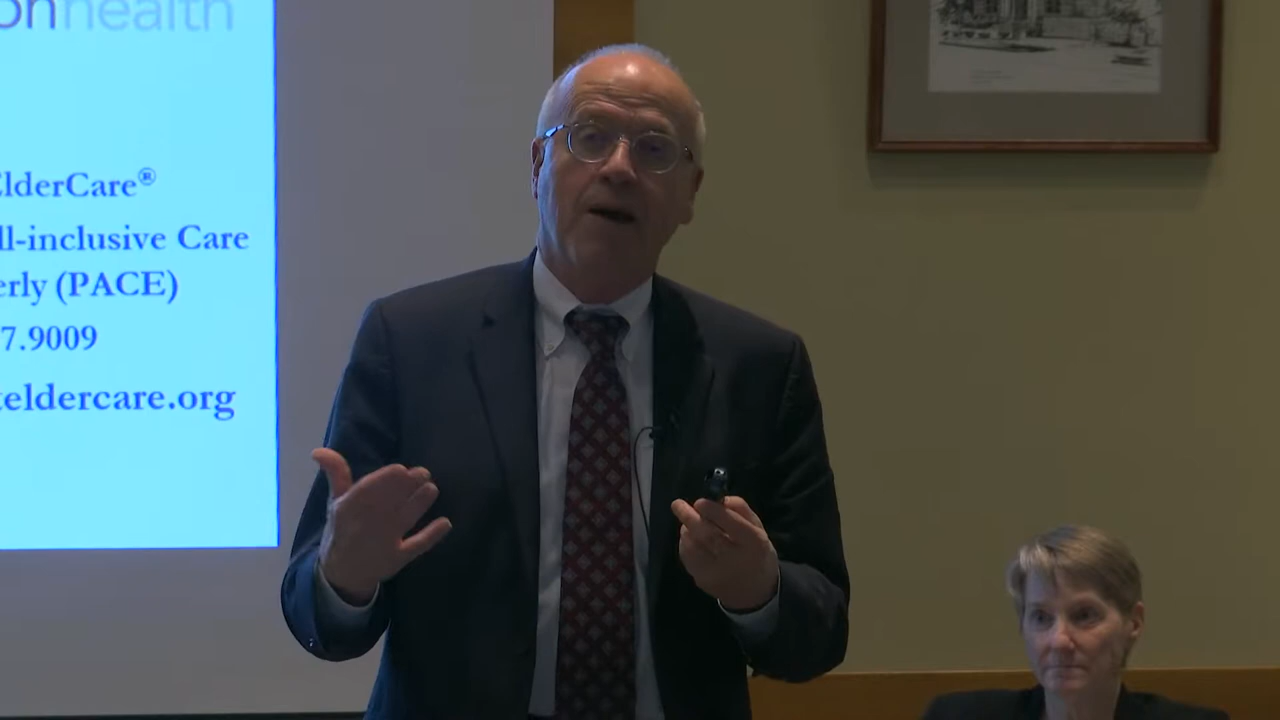 onhealth
ElderCare®
ll-inclusive Care
erly (PACE)
7.9009
eldercare.org